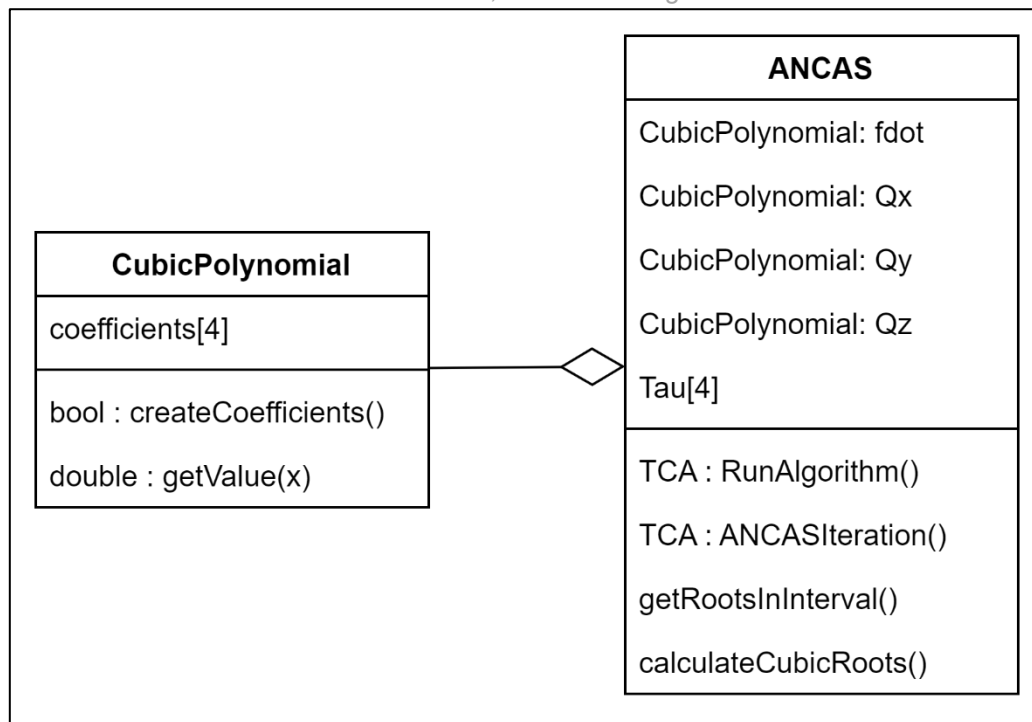 CubicPolynomial
coefficients[4]
bool : createCoefficients()
double : getValue(x)
ANCAS
CubicPolynomial: fdot
CubicPolynomial: Qx
CubicPolynomial: Qy
CubicPolynomial: Qz
Tau[4]
TCA : RunAlgorithm()
TCA : ANCASIteration()
getRootsInInterval()
calculateCubicRoots()